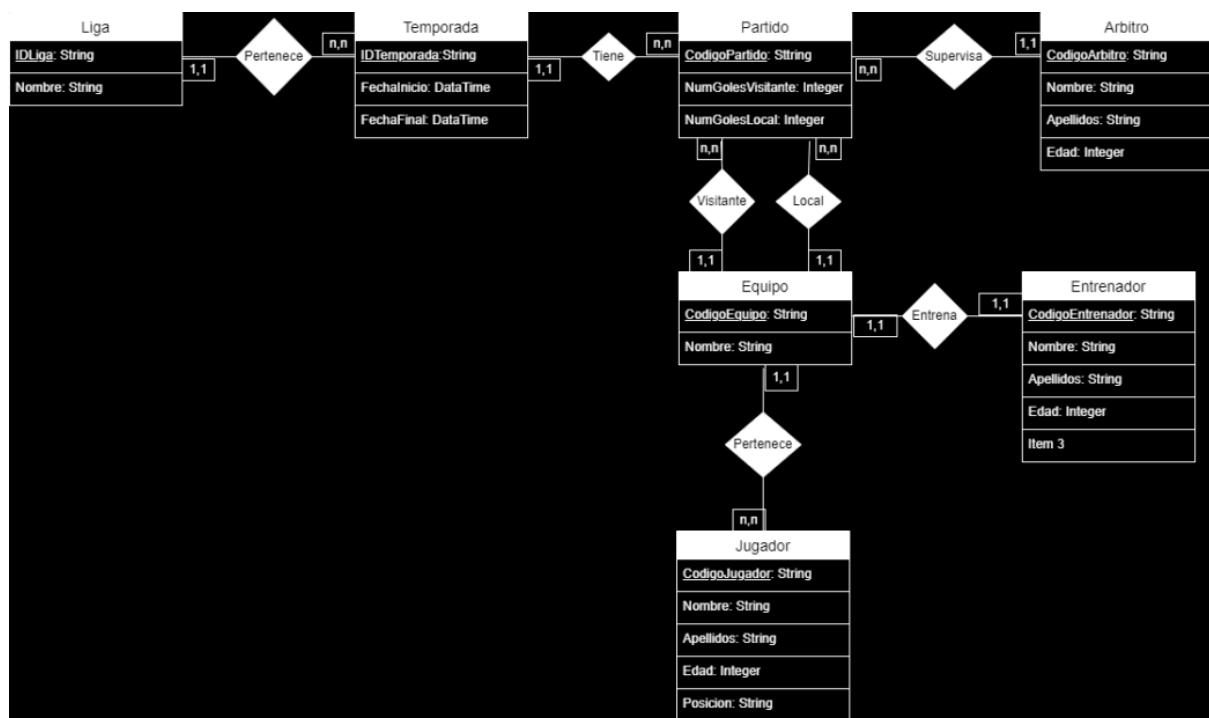 Liga
IDLiga: String
Nombre: String
1,1
Pertenece
n,n
Temporada
IDTemporada:String
FechaInicio: DataTime
FechaFinal: DataTime
1,1
Tiene
n,n
Partido
CodigoPartido: Sttring
NumGolesVisitante: Integer
NumGolesLocal: Integer
n,n
Supervisa
1,1
Arbitro
CodigoArbitro: String
Nombre: String
Apellidos: String
Edad: Integer
n,n
n,n
Visitante
Local
1,1
1,1
Equipo
CodigoEquipo: String
Nombre: String
1,1
Entrena
1,1
Entrenador
CodigoEntrenador: String
Nombre: String
Apellidos: String
Edad: Integer
Item 3
1,1
Pertenece
n,n
Jugador
CodigoJugador: String
Nombre: String
Apellidos: String
Edad: Integer
Posicion: String